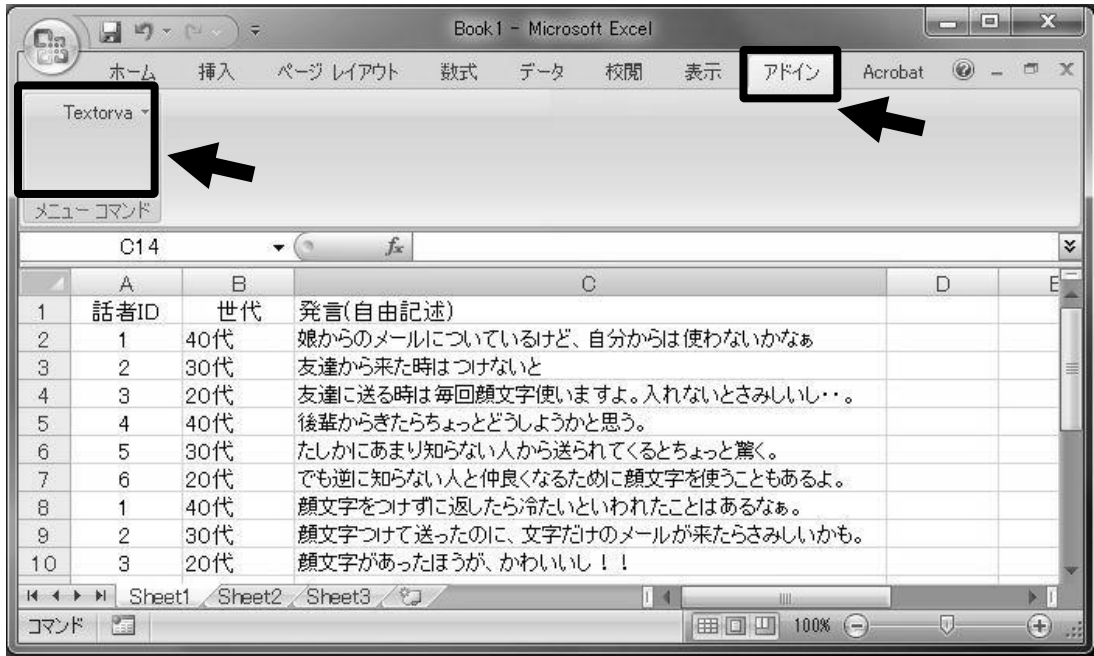 Book1 - Microsoft Excel
ホーム 挿入 ページ レイアウト 数式 データ 校閲 表示 アドイン Acrobat
Textorva
メニュー コマンド
C14 fx
A B C D E
1 話者ID 世代 発言(自由記述)
2 1 40代 娘からのメールについているけど、自分からは使わないかなぁ
3 2 30代 友達から来た時はつけないと
4 3 20代 友達に送る時は毎回顔文字使いますよ。入れないとさみしいし・・。
5 4 40代 後輩からきたらちょっとどうしようかと思う。
6 5 30代 たしかにあまり知らない人から送られてくるとちょっと驚く。
7 6 20代 でも逆に知らない人と仲良くなるために顔文字を使うこともあるよ。
8 1 40代 顔文字をつけずに返したら冷たいといわれたことはあるなぁ。
9 2 30代 顔文字つけて送ったのに、文字だけのメールが来たらさみしいかも。
10 3 20代 顔文字があったほうが、かわいいし！！
Sheet1 Sheet2 Sheet3
コマンド 100%